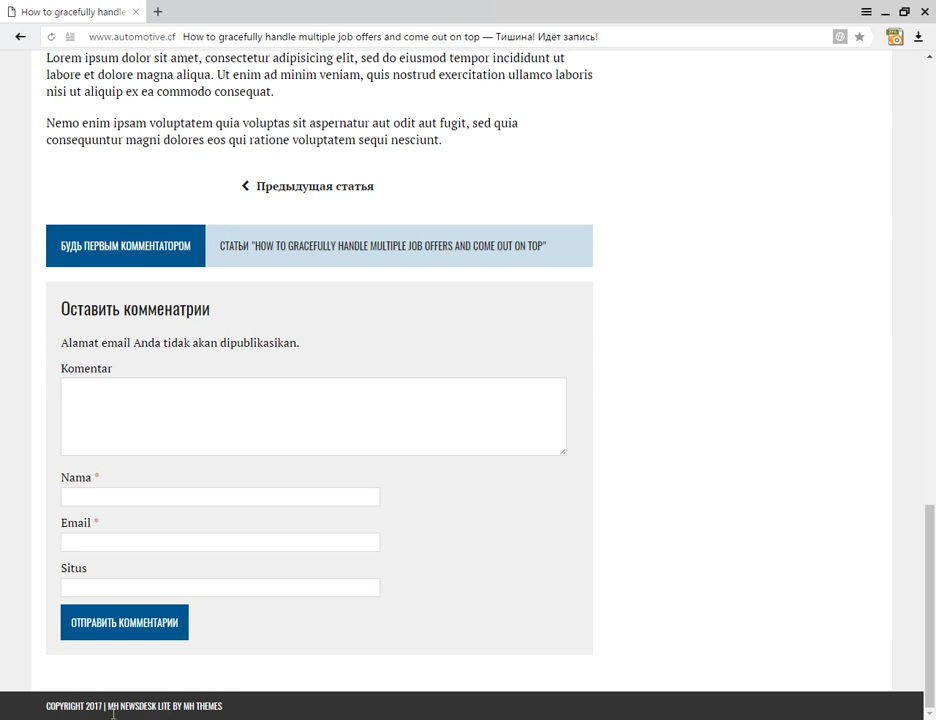 How to gracefully handle
www.automotive.cf How to gracefully handle multiple job offers and come out on top — Тишина! Идёт запись!
Lorem ipsum dolor sit amet, consectetur adipisicing elit, sed do eiusmod tempor incididunt ut
labore et dolore magna aliqua. Ut enim ad minim veniam, quis nostrud exercitation ullamco laboris
nisi ut aliquip ex ea commodo consequat.
Nemo enim ipsam voluptatem quia voluptas sit aspernatur aut odit aut fugit, sed quia
consequuntur magni dolores eos qui ratione voluptatem sequi nesciunt.
Предыдущая статья
БУДЬ ПЕРВЫМ КОММЕНТАТОРОМ
СТАТЬИ "HOW TO GRACEFULLY HANDLE MULTIPLE JOB OFFERS AND COME OUT ON TOP"
Оставить комменатрии
Alamat email Anda tidak akan dipublikasikan.
Komentar
Nama *
Email *
Situs
ОТПРАВИТЬ КОММЕНТАРИИ
COPYRIGHT 2017 | MH NEWSDESK LITE BY MH THEMES